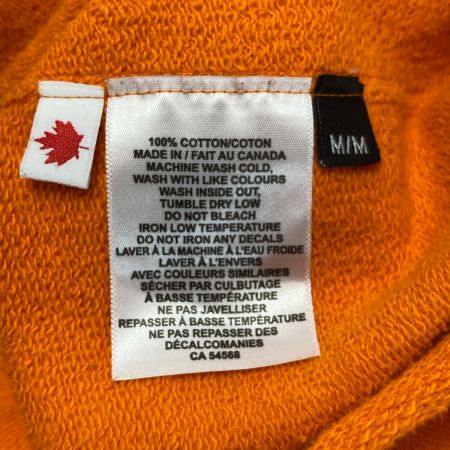 100% COTTON/COTON
MADE IN / FAIT AU CANADA
MACHINE WASH COLD,
WASH WITH LIKE COLOURS
WASH INSIDE OUT,
TUMBLE DRY LOW
DO NOT BLEACH
IRON LOW TEMPERATURE
DO NOT IRON ANY DECALS
LAVER À LA MACHINE À L'EAU FROIDE
LAVER À L'ENVERS
AVEC COULEURS SIMILAIRES
SÉCHER PAR CULBUTAGE
À BASSE TEMPÉRATURE
NE PAS JAVELLISER
REPASSER À BASSE TEMPÉRATURE
NE PAS REPASSER DES
DÉCALCOMANIES
CA 54568
M/M